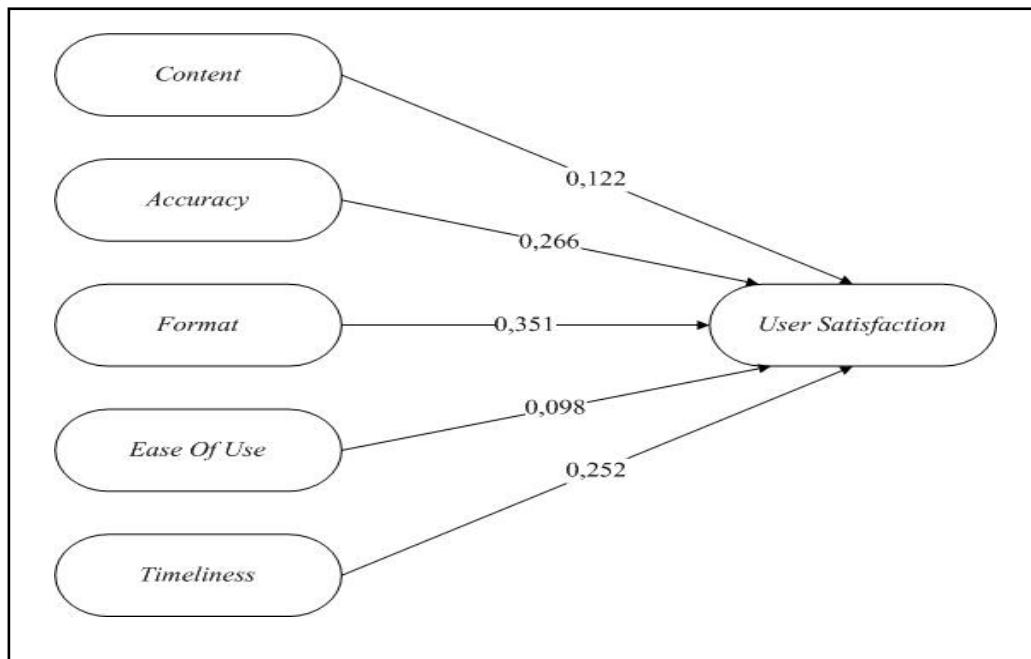 Content
0,122
Accuracy
0,266
Format
0,351
User Satisfaction
Ease Of Use
0,098
0,252
Timeliness